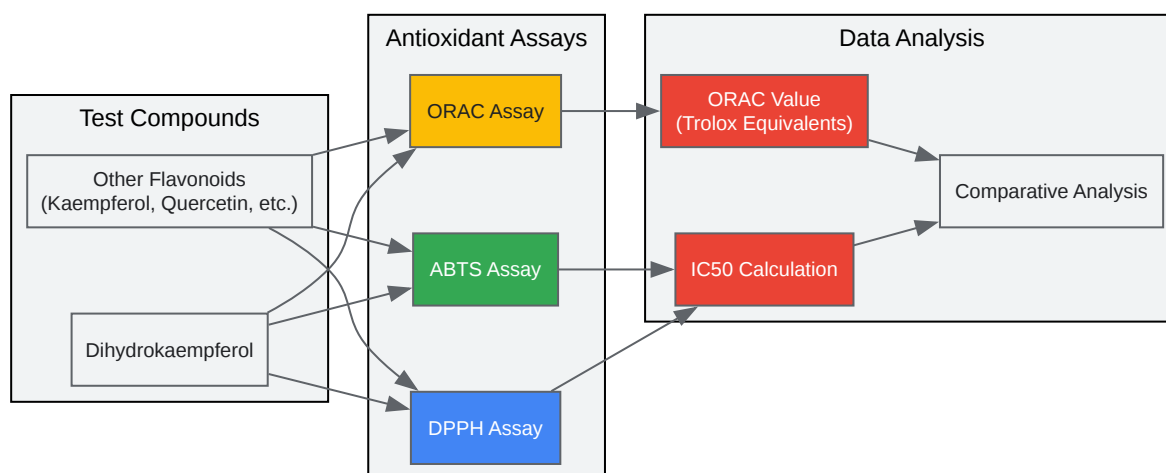 Test Compounds
Other Flavonoids
(Kaempferol, Quercetin, etc.)
Dihydrokaempferol
Antioxidant Assays
ORAC Assay
ABTS Assay
DPPH Assay
Data Analysis
ORAC Value
(Trolox Equivalents)
IC50 Calculation
Comparative Analysis